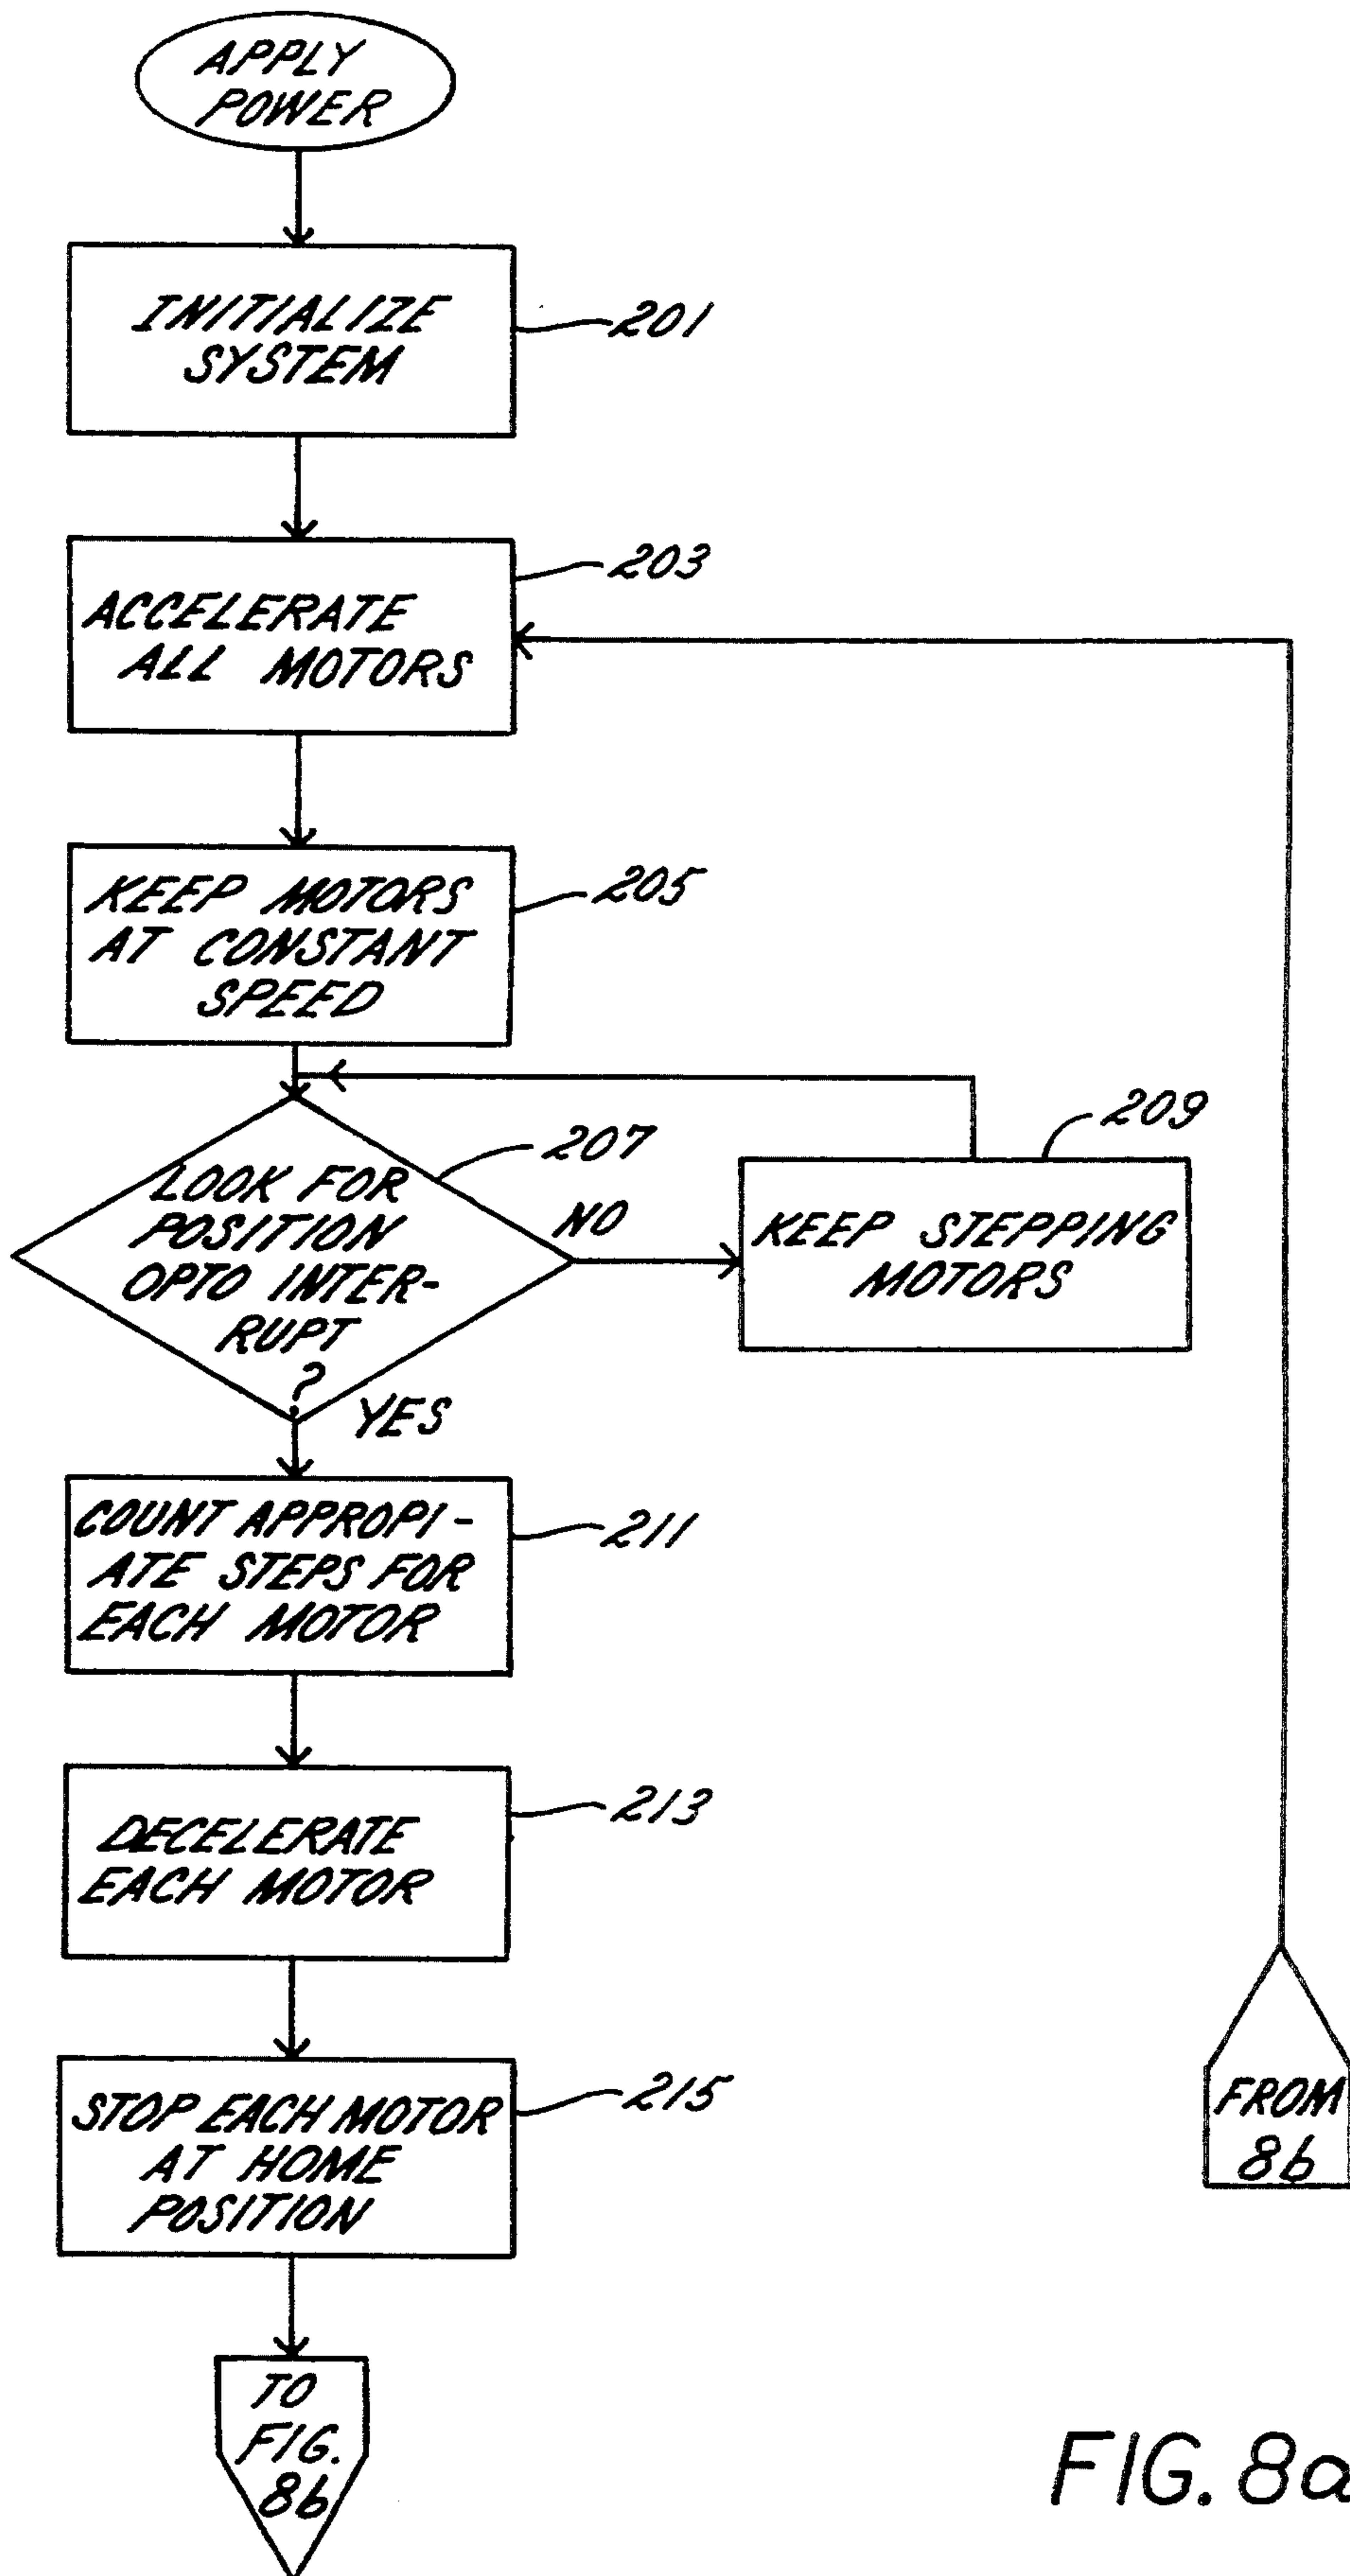 APPLY
POWER
INITIALIZE
SYSTEM
201
203
ACCELERATE
ALL MOTORS
205
KEEP MOTORS
AT CONSTANT
SPEED
207
209
LOOK FOR
POSITION
OPTO INTER-
RUPT
?
NO
KEEP STEPPING
MOTORS
YES
COUNT APPROPI-
ATE STEPS FOR
EACH MOTOR
211
213
DECELERATE
EACH MOTOR
215
STOP EACH MOTOR
AT HOME
POSITION
FROM
8b
TO
FIG.
8b
FIG. 8a